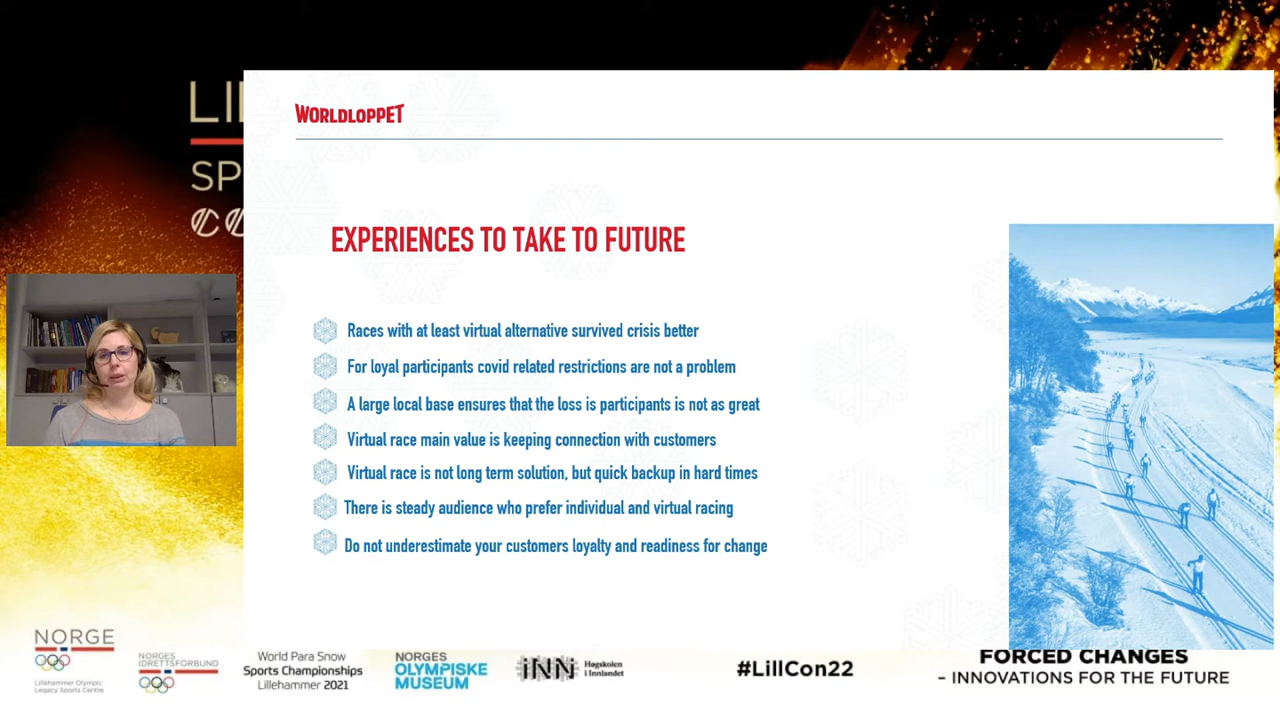 LIL
SP
CO
WORLDLOPPET
EXPERIENCES TO TAKE TO FUTURE
Races with at least virtual alternative survived crisis better
For loyal participants covid related restrictions are not a problem
A large local base ensures that the loss is participants is not as great
Virtual race main value is keeping connection with customers
Virtual race is not long term solution, but quick backup in hard times
There is steady audience who prefer individual and virtual racing
Do not underestimate your customers loyalty and readiness for change
NORGE
Lillehammer Olympic
Legacy Sports Centre
NORGES
IDRETTSFORBUND
World Para Snow
Sports Championships
Lillehammer 2021
NORGES
OLYMPISKE
MUSEUM
iNN
Høgskolen
i Innlandet
#LillCon22
FORCED CHANGES
– INNOVATIONS FOR THE FUTURE